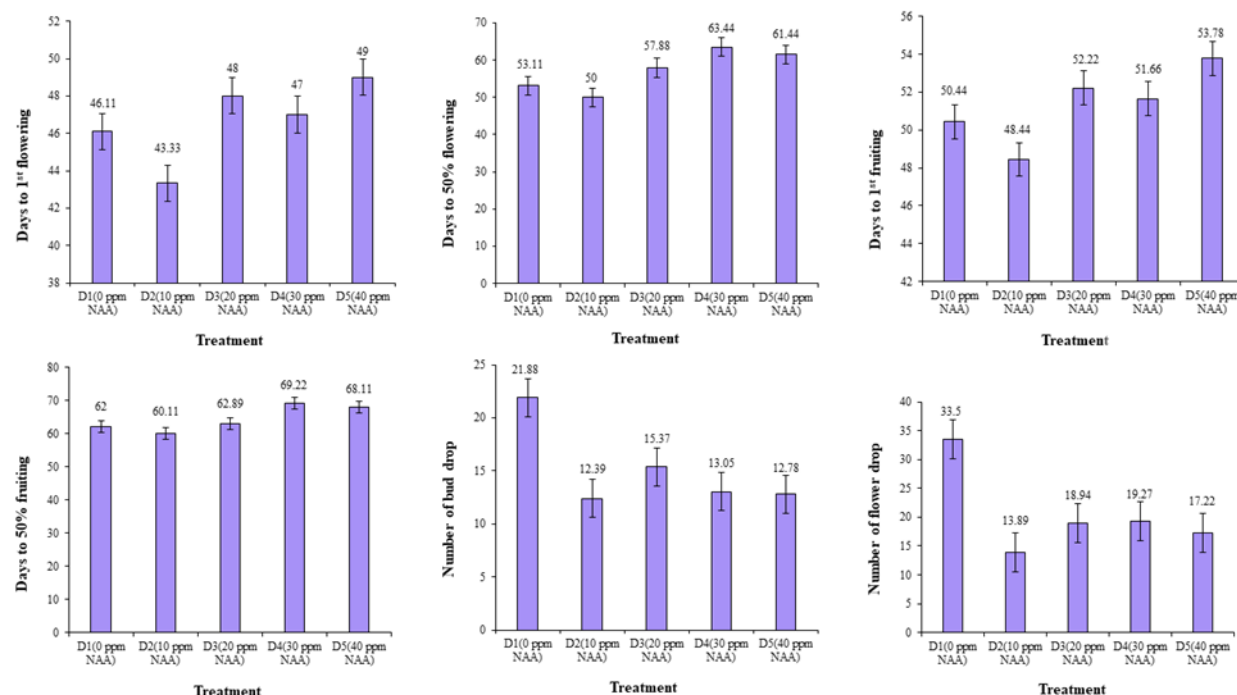 Days to 1st flowering
52
50
48
46
44
42
40
38
46.11
43.33
48
47
49
D1(0 ppm NAA)
D2(10 ppm NAA)
D3(20 ppm NAA)
D4(30 ppm NAA)
D5(40 ppm NAA)
Treatment
Days to 50% flowering
70
60
50
40
30
20
10
0
53.11
50
57.88
63.44
61.44
D1(0 ppm NAA)
D2(10 ppm NAA)
D3(20 ppm NAA)
D4(30 ppm NAA)
D5(40 ppm NAA)
Treatment
Days to 1st fruiting
56
54
52
50
48
46
44
42
50.44
48.44
52.22
51.66
53.78
D1(0 ppm NAA)
D2(10 ppm NAA)
D3(20 ppm NAA)
D4(30 ppm NAA)
D5(40 ppm NAA)
Treatment
Days to 50% fruiting
80
70
60
50
40
30
20
10
0
62
60.11
62.89
69.22
68.11
D1(0 ppm NAA)
D2(10 ppm NAA)
D3(20 ppm NAA)
D4(30 ppm NAA)
D5(40 ppm NAA)
Treatment
Number of bud drop
25
20
15
10
5
0
21.88
12.39
15.37
13.05
12.78
D1(0 ppm NAA)
D2(10 ppm NAA)
D3(20 ppm NAA)
D4(30 ppm NAA)
D5(40 ppm NAA)
Treatment
Number of flower drop
40
35
30
25
20
15
10
5
0
33.5
13.89
18.94
19.27
17.22
D1(0 ppm NAA)
D2(10 ppm NAA)
D3(20 ppm NAA)
D4(30 ppm NAA)
D5(40 ppm NAA)
Treatment